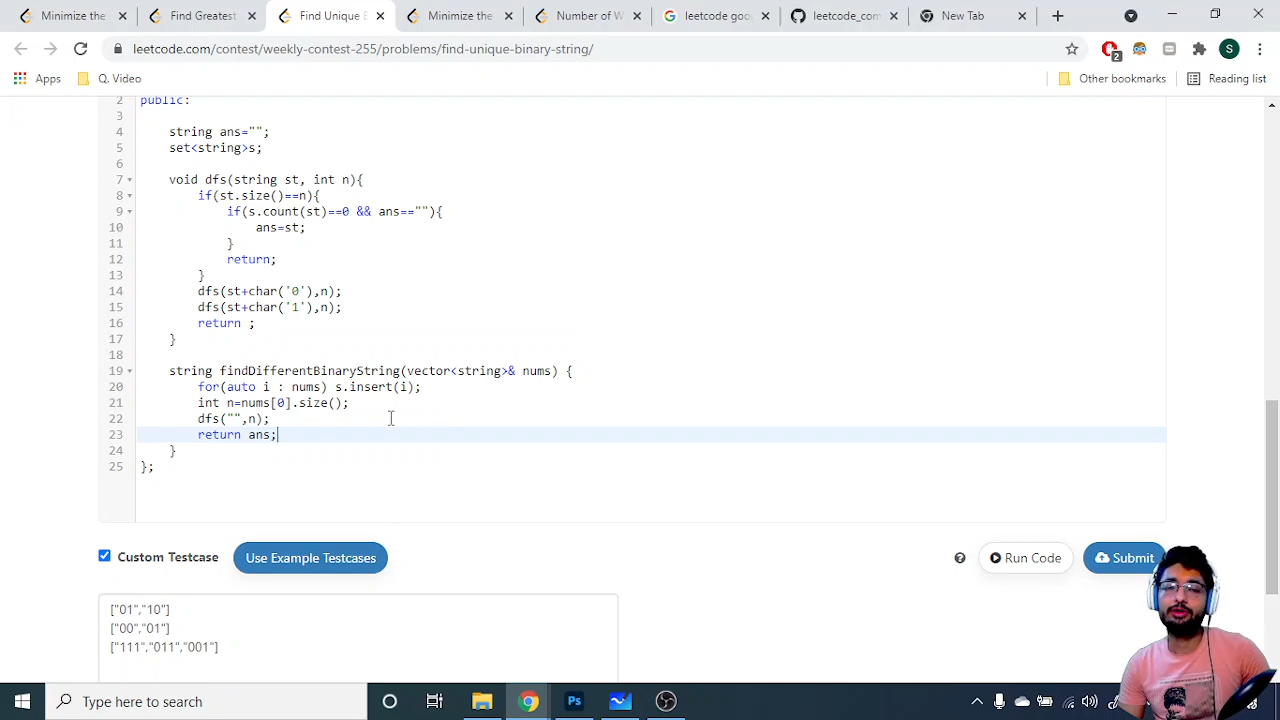 Minimize the
Find Greatest
Find Unique B
Minimize the
Number of W
leetcode goo
leetcode_com
New Tab
leetcode.com/contest/weekly-contest-255/problems/find-unique-binary-string/
2
S
Apps
Q. Video
Other bookmarks
Reading list
2 public:
3
4 string ans="";
5 set<string>s;
6
7 void dfs(string st, int n){
8 if(st.size()==n){
9 if(s.count(st)==0 && ans==""){
10 ans=st;
11 }
12 return;
13 }
14 dfs(st+char('0'),n);
15 dfs(st+char('1'),n);
16 return ;
17 }
18
19 string findDifferentBinaryString(vector<string>& nums) {
20 for(auto i : nums) s.insert(i);
21 int n=nums[0].size();
22 dfs("",n);
23 return ans;
24 }
25 };
Custom Testcase
Use Example Testcases
Run Code
Submit
["01","10"]
["00","01"]
["111","011","001"]
Type here to search
Ps